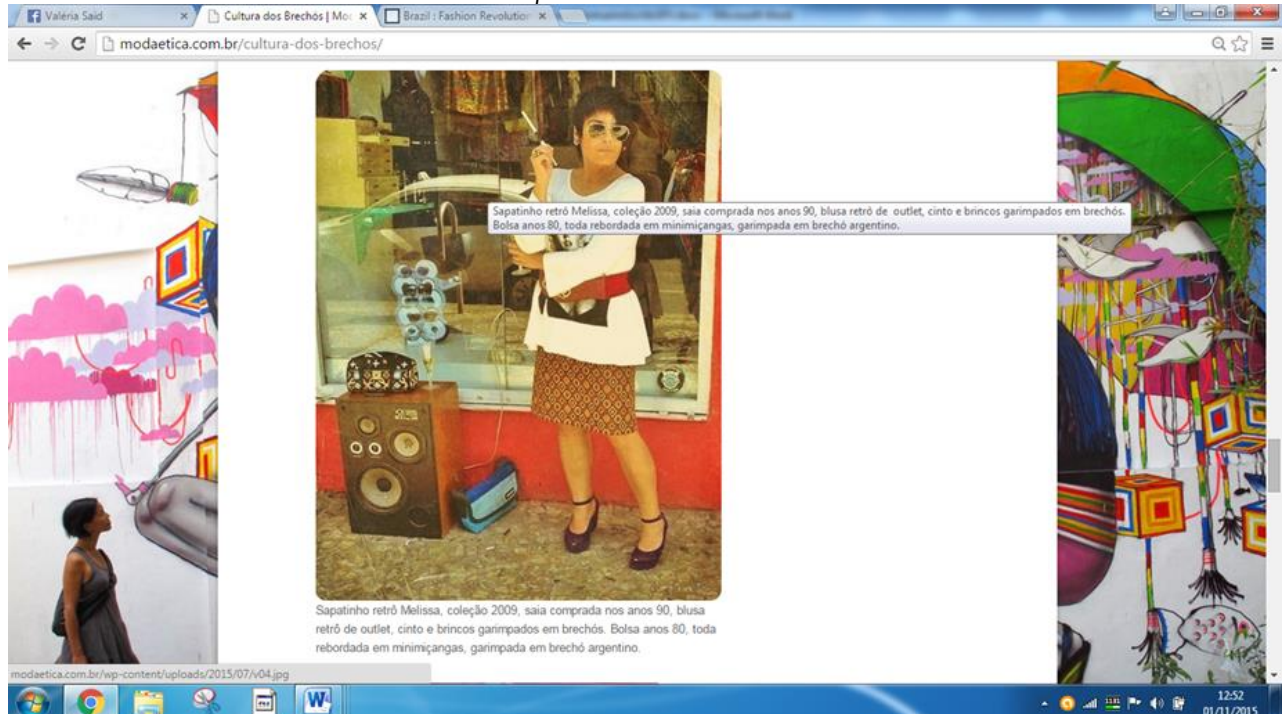 Valéria Said
Cultura dos Brechós | Mo
Brazil : Fashion Revolution
modaetica.com.br/cultura-dos-brechos/
Sapatinho retrô Melissa, coleção 2009, saia comprada nos anos 90, blusa retrô de outlet, cinto e brincos garimpados em brechós.
Bolsa anos 80, toda rebordada em minimiçangas, garimpada em brechó argentino.
Sapatinho retrô Melissa, coleção 2009, saia comprada nos anos 90, blusa
retrô de outlet, cinto e brincos garimpados em brechós. Bolsa anos 80, toda
rebordada em minimiçangas, garimpada em brechó argentino.
modaetica.com.br/wp-content/uploads/2015/07/v04.jpg
12:52
01/11/2015